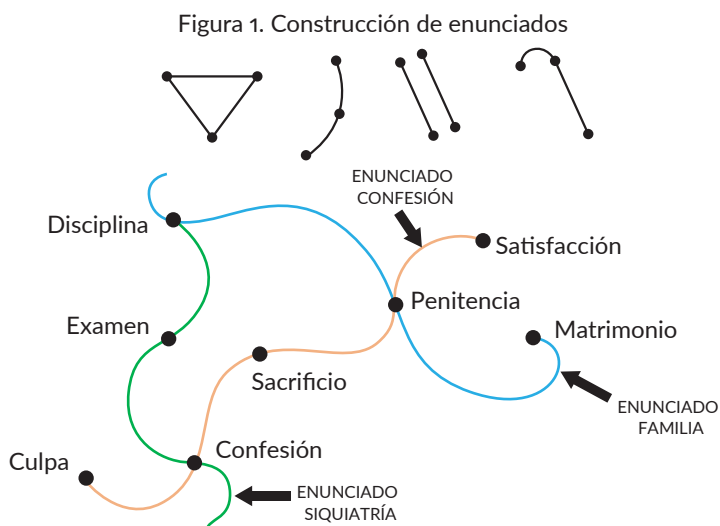 Figura 1. Construcción de enunciados
ENUNCIADO
CONFESIÓN
Disciplina
Satisfacción
Penitencia
Examen
Matrimonio
Sacrificio
ENUNCIADO
FAMILIA
Confesión
Culpa
ENUNCIADO
SIQUIATRÍA